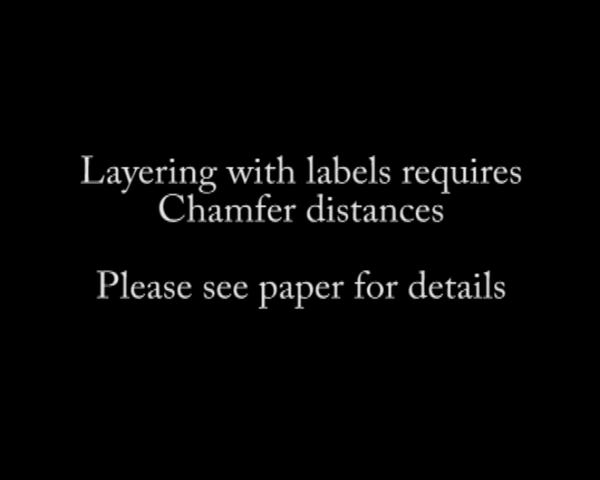 Layering with labels requires
Chamfer distances
Please see paper for details